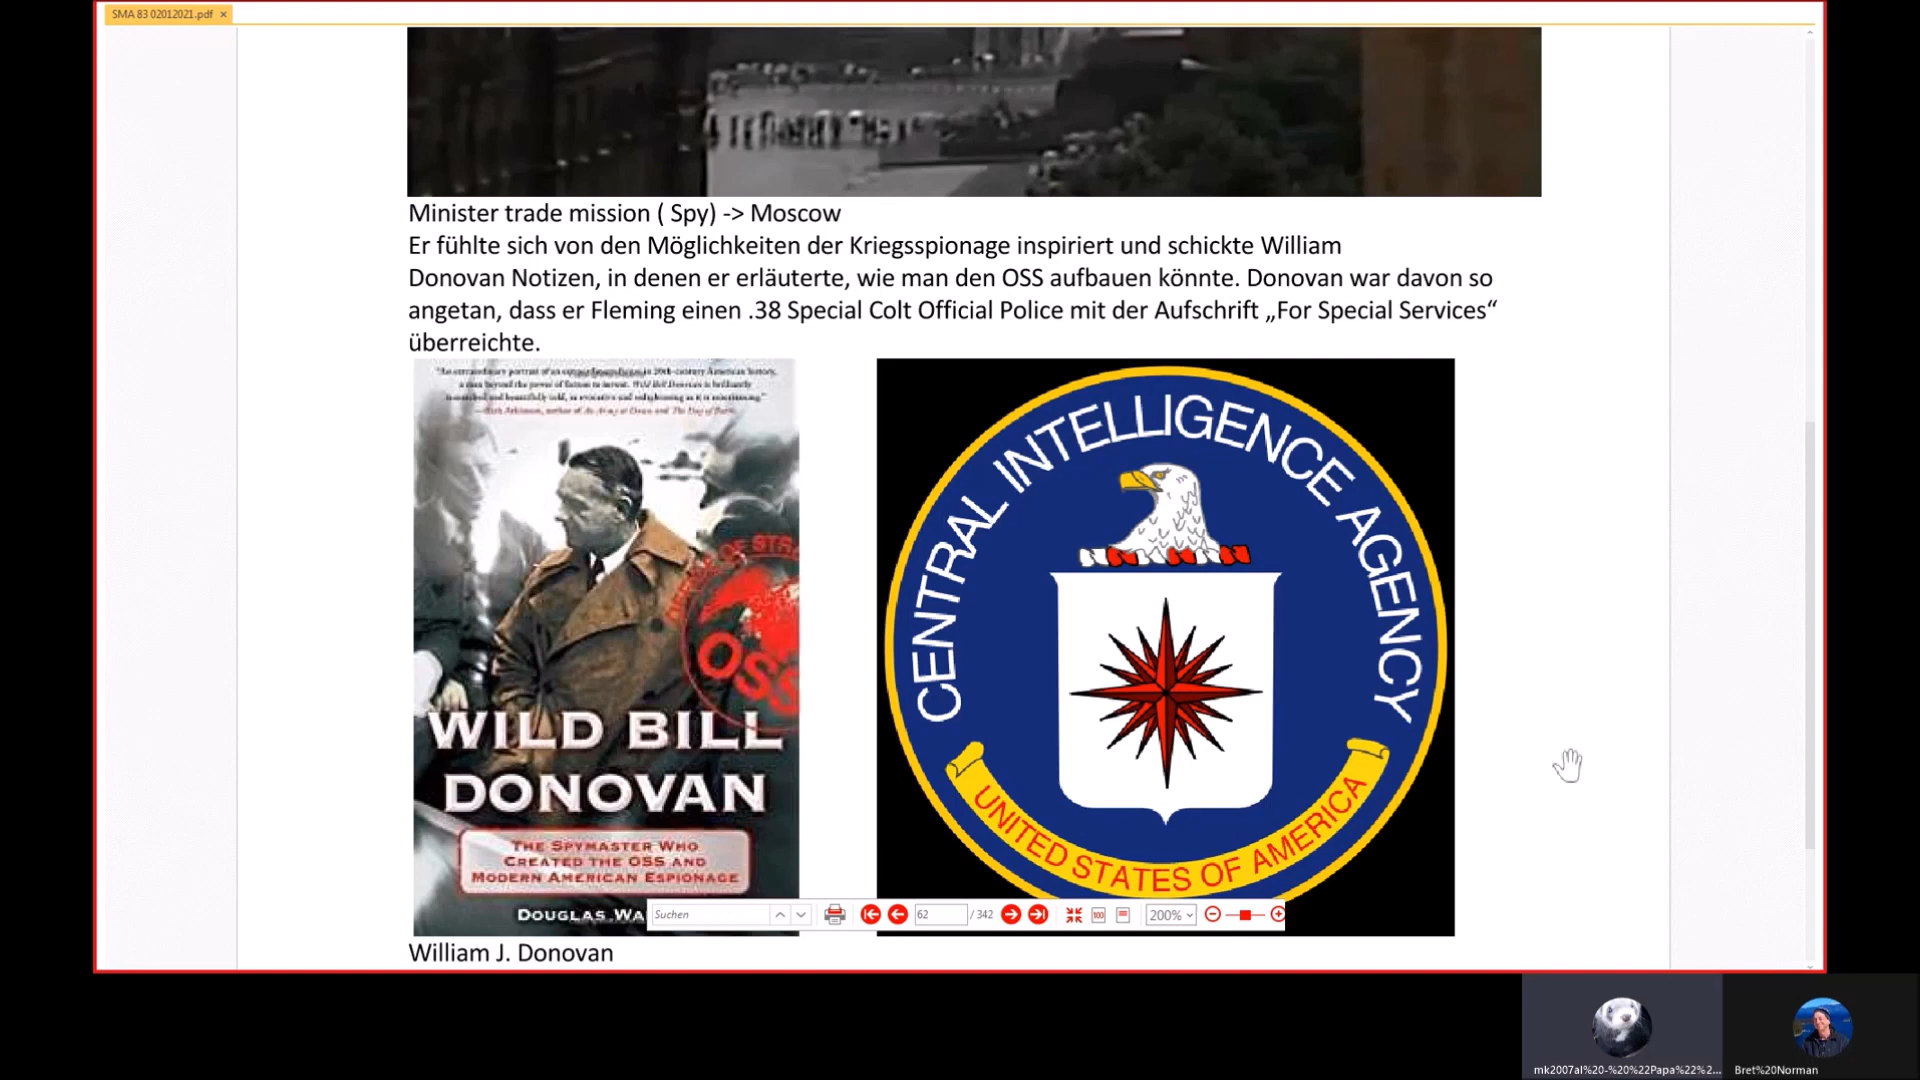 SMA 83 02012021.pdf ×
Minister trade mission ( Spy) -> Moscow
Er fühlte sich von den Möglichkeiten der Kriegsspionage inspiriert und schickte William
Donovan Notizen, in denen er erläuterte, wie man den OSS aufbauen könnte. Donovan war davon so
angetan, dass er Fleming einen .38 Special Colt Official Police mit der Aufschrift „For Special Services“
überreichte.
"An extraordinary portrait of an extraordinary in 20th-century American history,
a man beyond the power of fiction to invent. Wild Bill Donovan is brilliantly
researched and beautifully told, as evocative and enlightening as it is entertaining."
—Rick Atkinson, author of An Army at Dawn and The Day of Battle
OSS
WILD BILL
DONOVAN
THE SPYMASTER WHO
CREATED THE OSS AND
MODERN AMERICAN ESPIONAGE
DOUGLAS WA
CENTRAL INTELLIGENCE AGENCY
UNITED STATES OF AMERICA
Suchen
62 / 342
100
200%
William J. Donovan
mk2007al%20-%20%22Papa%22%2...
Bret%20Norman